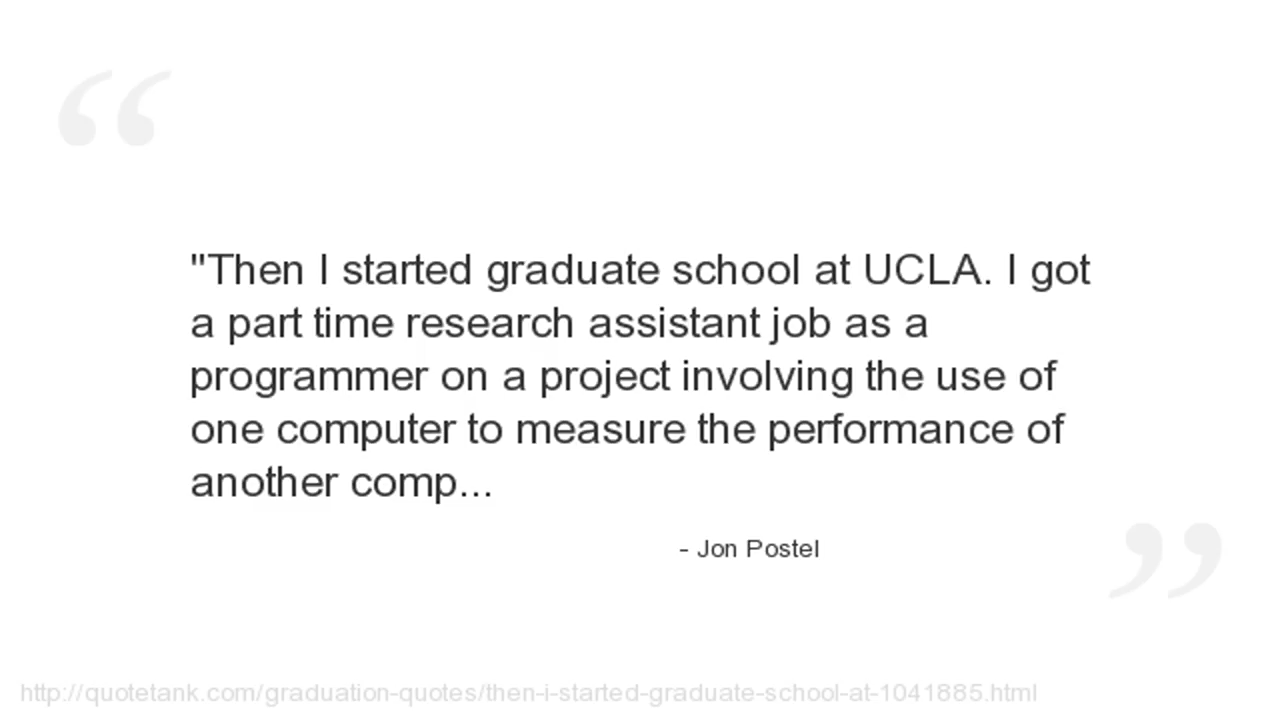 "Then I started graduate school at UCLA. I got
a part time research assistant job as a
programmer on a project involving the use of
one computer to measure the performance of
another comp...
- Jon Postel
http://quotetank.com/graduation-quotes/then-i-started-graduate-school-at-1041885.html